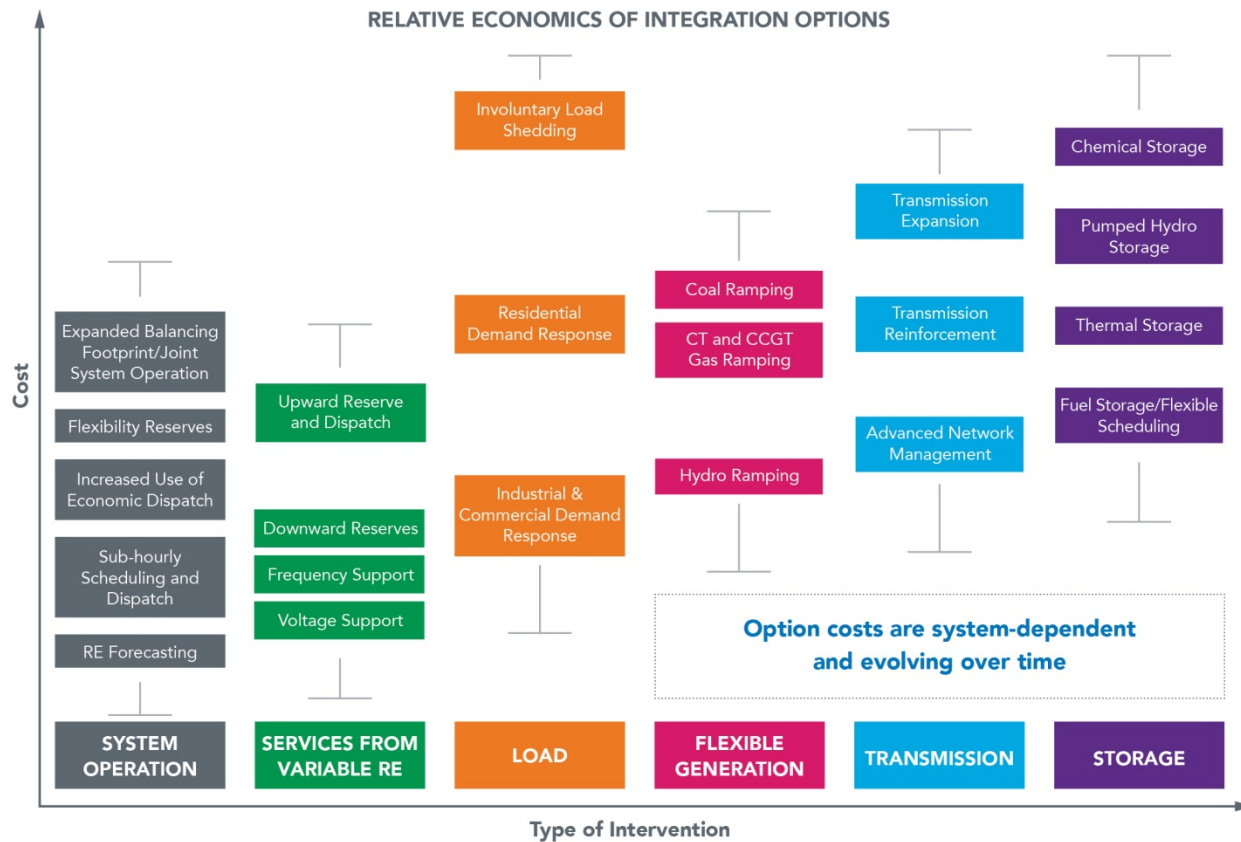 RELATIVE ECONOMICS OF INTEGRATION OPTIONS
Cost
Expanded Balancing
Footprint/Joint
System Operation
Flexibility Reserves
Increased Use of
Economic Dispatch
Sub-hourly
Scheduling and
Dispatch
RE Forecasting
SYSTEM
OPERATION
Upward Reserve
and Dispatch
Downward Reserves
Frequency Support
Voltage Support
SERVICES FROM
VARIABLE RE
Involuntary Load
Shedding
Residential
Demand Response
Industrial &
Commercial Demand
Response
LOAD
Coal Ramping
CT and CCGT
Gas Ramping
Hydro Ramping
FLEXIBLE
GENERATION
Transmission
Expansion
Transmission
Reinforcement
Advanced Network
Management
TRANSMISSION
Chemical Storage
Pumped Hydro
Storage
Thermal Storage
Fuel Storage/Flexible
Scheduling
STORAGE
Option costs are system-dependent
and evolving over time
Type of Intervention